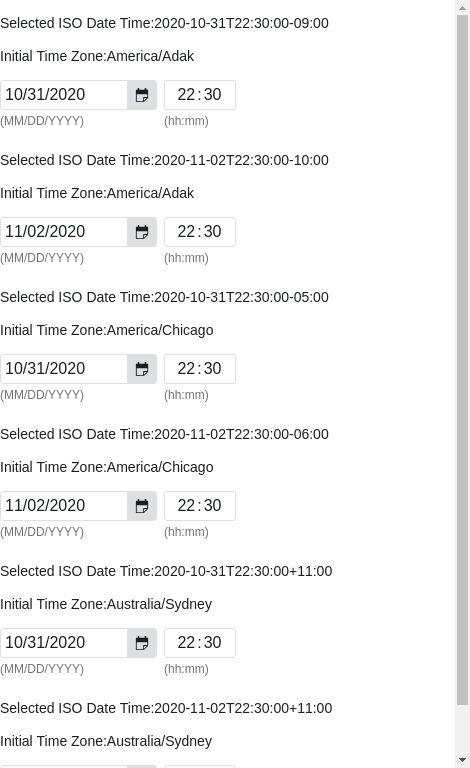 Selected ISO Date Time:2020-10-31T22:30:00-09:00
Initial Time Zone:America/Adak
10/31/2020 22:30
(MM/DD/YYYY) (hh:mm)
Selected ISO Date Time:2020-11-02T22:30:00-10:00
Initial Time Zone:America/Adak
11/02/2020 22:30
(MM/DD/YYYY) (hh:mm)
Selected ISO Date Time:2020-10-31T22:30:00-05:00
Initial Time Zone:America/Chicago
10/31/2020 22:30
(MM/DD/YYYY) (hh:mm)
Selected ISO Date Time:2020-11-02T22:30:00-06:00
Initial Time Zone:America/Chicago
11/02/2020 22:30
(MM/DD/YYYY) (hh:mm)
Selected ISO Date Time:2020-10-31T22:30:00+11:00
Initial Time Zone:Australia/Sydney
10/31/2020 22:30
(MM/DD/YYYY) (hh:mm)
Selected ISO Date Time:2020-11-02T22:30:00+11:00
Initial Time Zone:Australia/Sydney